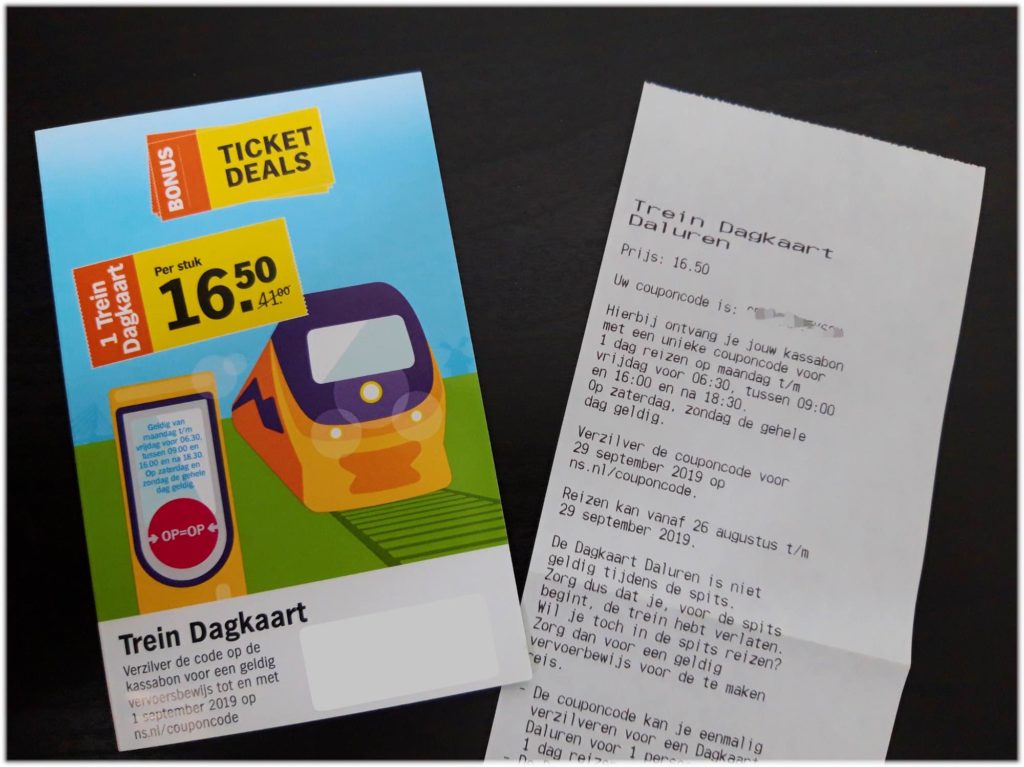 BONUS
TICKET
DEALS
1 Trein
Dagkaart
Per stuk
16.50
41.00
Geldig van
maandag t/m
vrijdag voor 06.30,
tussen 09.00 en
16.00 en na 18.30.
Op zaterdag en
zondag de gehele
dag geldig.
OP=OP
Trein Dagkaart
Verzilver de code op de
kassabon voor een geldig
vervoersbewijs tot en met
1 september 2019 op
ns.nl/couponcode
Trein Dagkaart
Daluren
Prijs: 16.50
Uw couponcode is:
Hierbij ontvang je jouw kassabon
met een unieke couponcode voor
1 dag reizen op maandag t/m
vrijdag voor 06:30, tussen 09:00
en 16:00 en na 18:30.
Op zaterdag, zondag de gehele
dag geldig.
Verzilver de couponcode voor
29 september 2019 op
ns.nl/couponcode.
Reizen kan vanaf 26 augustus t/m
29 september 2019.
De Dagkaart Daluren is niet
geldig tijdens de spits.
Zorg dus dat je, voor de spits
begint, de trein hebt verlaten.
Wil je toch in de spits reizen?
Zorg dan voor een geldig
vervoerbewijs voor de te maken
reis.
- De couponcode kan je eenmalig
verzilveren voor een Dagkaart
Daluren voor 1 persoon
1 dag